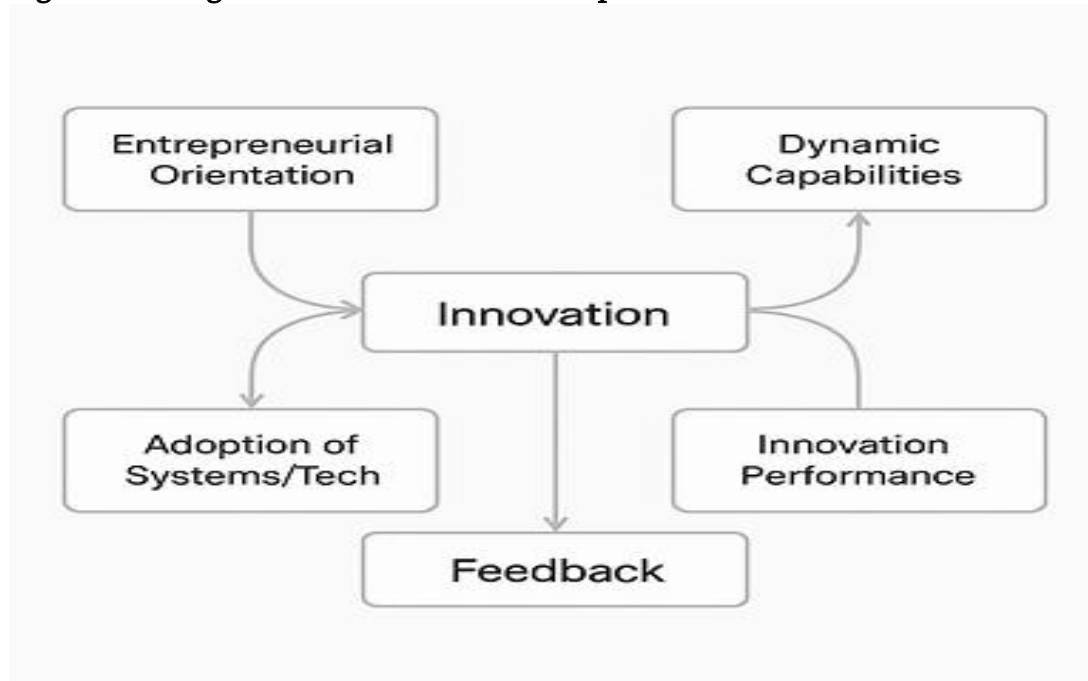 Entrepreneurial
Orientation
Dynamic
Capabilities
Innovation
Adoption of
Systems/Tech
Innovation
Performance
Feedback